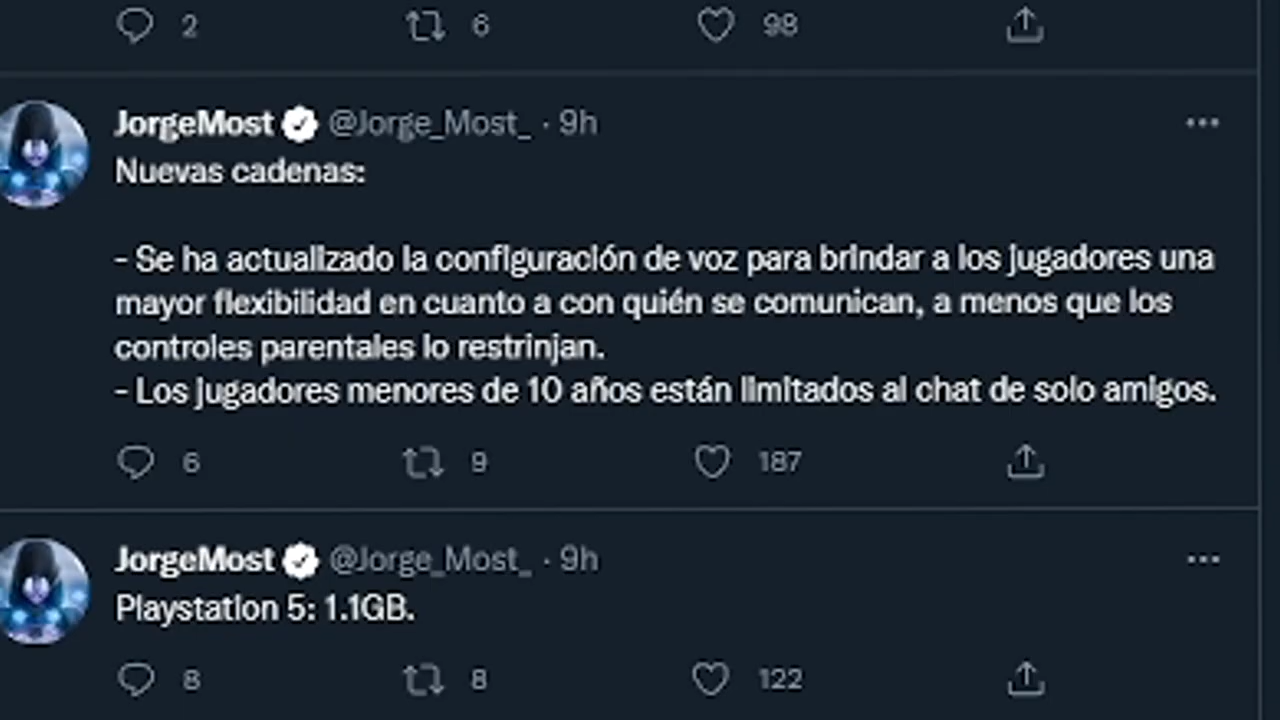 2 6 98
JorgeMost @Jorge_Most_ · 9h
Nuevas cadenas:
- Se ha actualizado la configuración de voz para brindar a los jugadores una
mayor flexibilidad en cuanto a con quién se comunican, a menos que los
controles parentales lo restrinjan.
- Los jugadores menores de 10 años están limitados al chat de solo amigos.
6 9 187
JorgeMost @Jorge_Most_ · 9h
Playstation 5: 1.1GB.
8 8 122